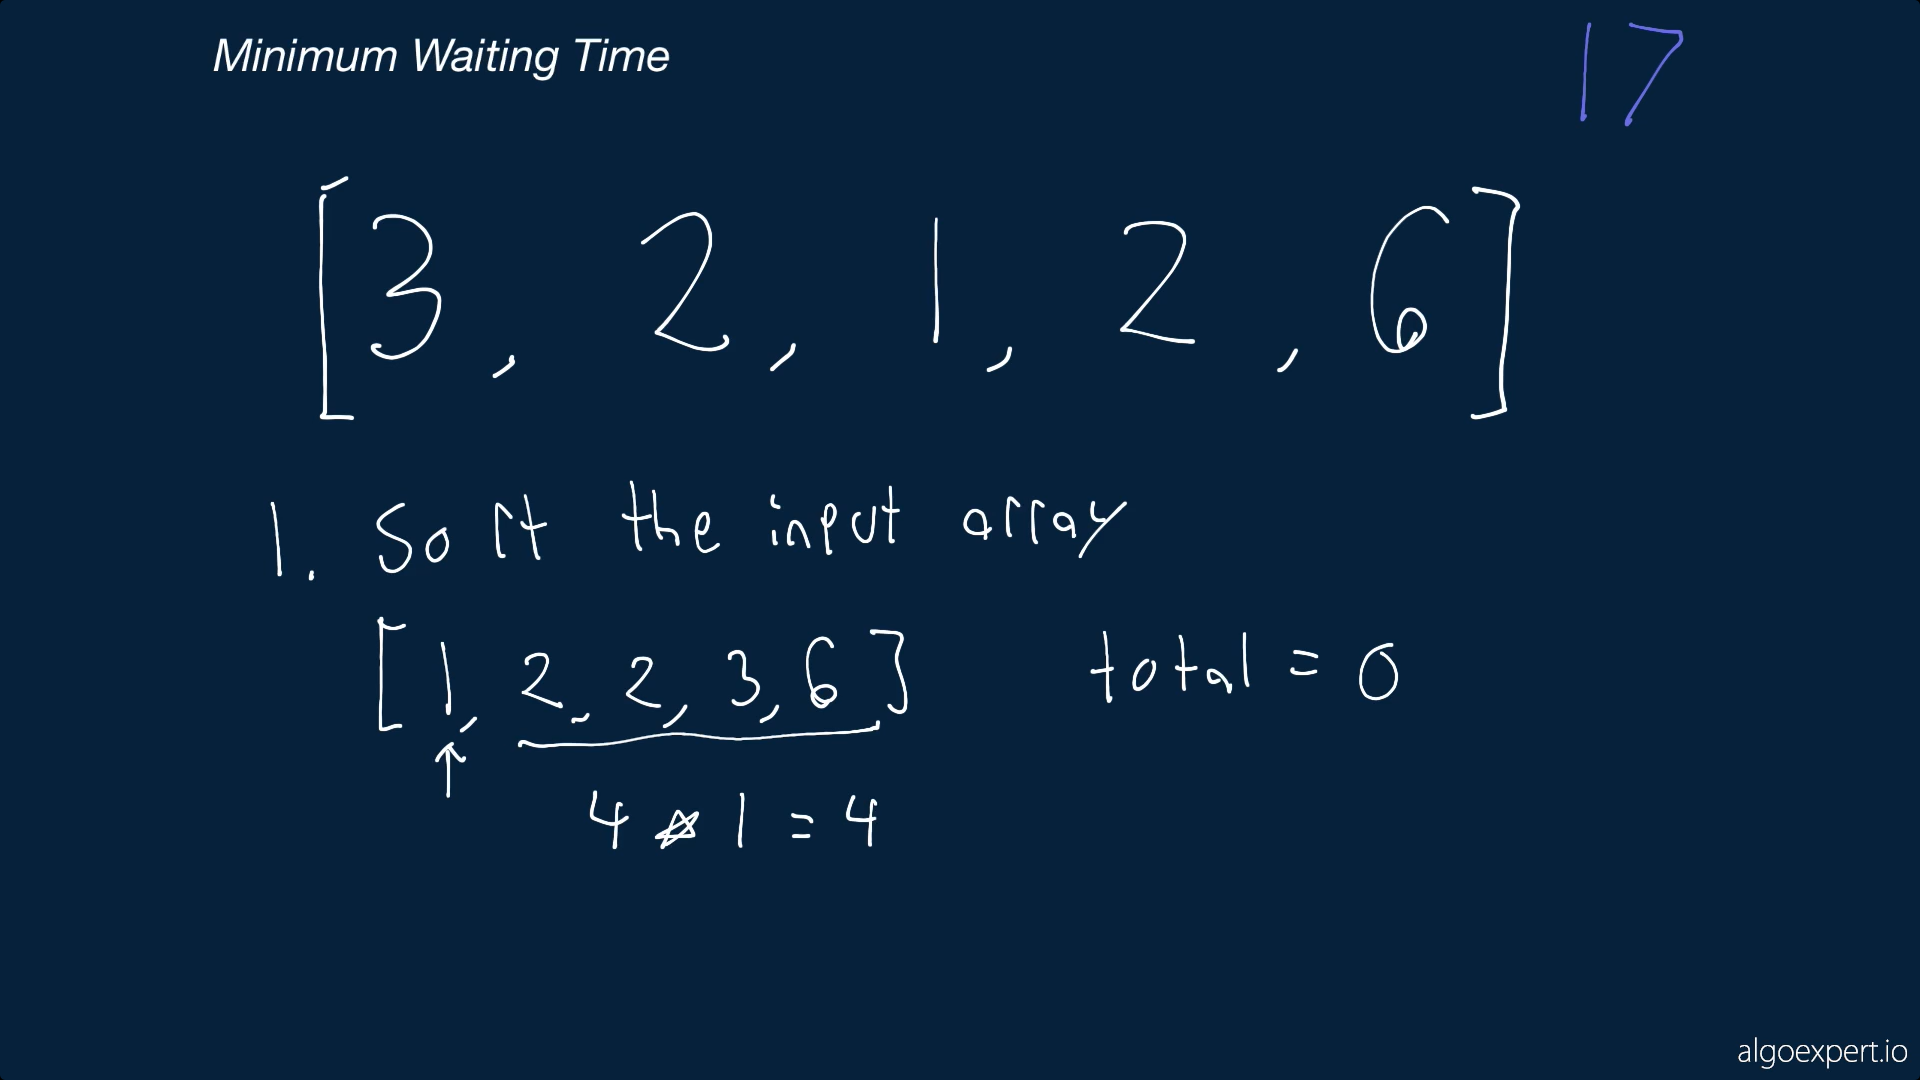 Minimum Waiting Time
17
[3, 2, 1, 2, 6]
1. Sort the input array
[1, 2, 2, 3, 6] total = 0
↑
4 * 1 = 4
algoexpert.io